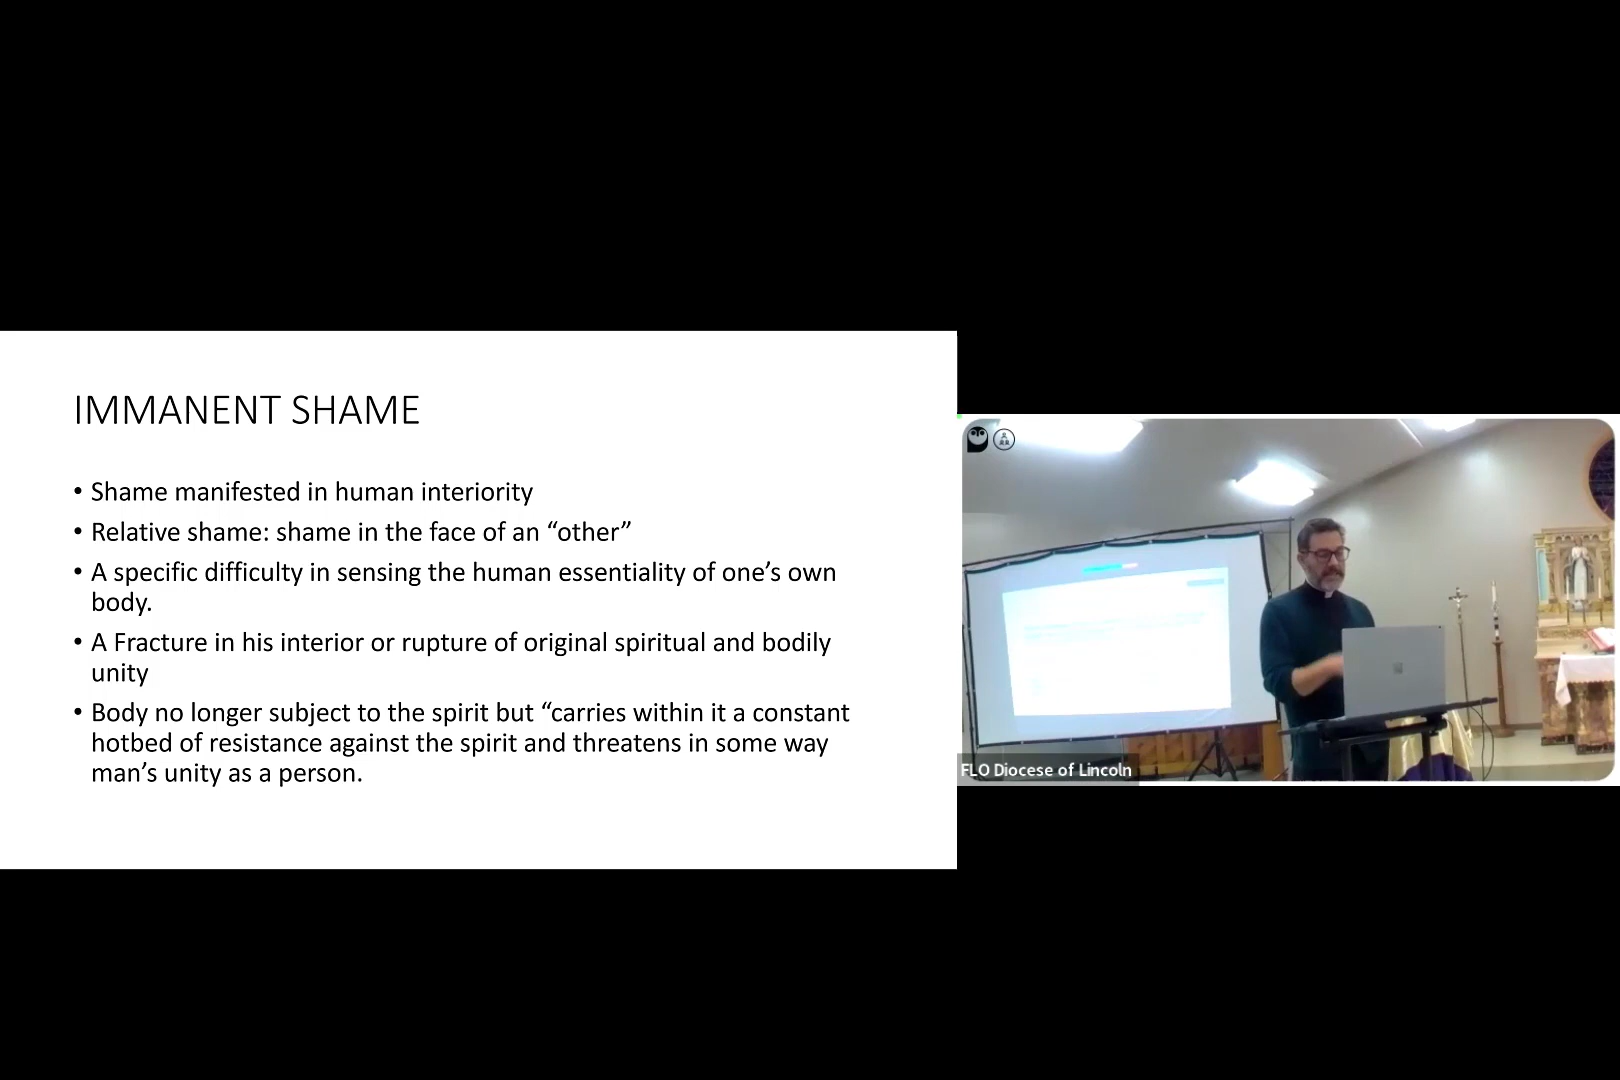 IMMANENT SHAME
• Shame manifested in human interiority
• Relative shame: shame in the face of an “other”
• A specific difficulty in sensing the human essentiality of one’s own
body.
• A Fracture in his interior or rupture of original spiritual and bodily
unity
• Body no longer subject to the spirit but “carries within it a constant
hotbed of resistance against the spirit and threatens in some way
man’s unity as a person.
FLO Diocese of Lincoln